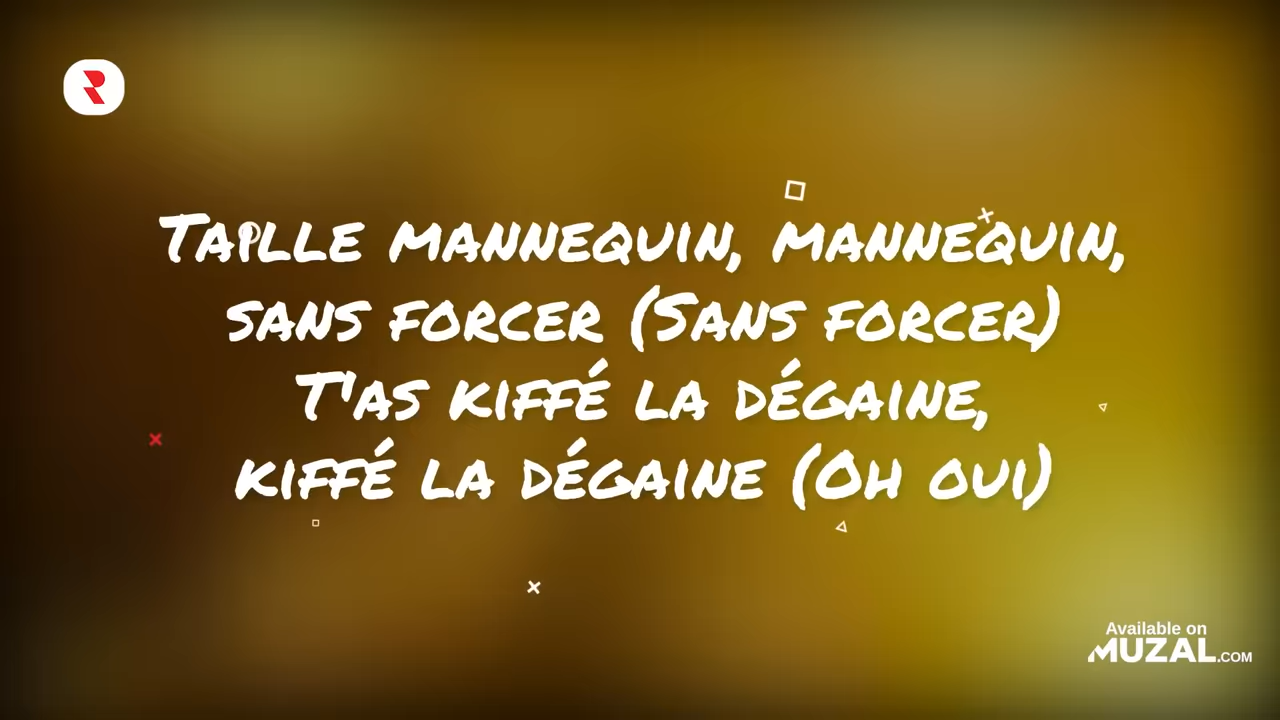 Taille mannequin, mannequin,
sans forcer (Sans forcer)
T'as kiffé la dégaine,
kiffé la dégaine (Oh oui)
Available on
MUZAL.COM